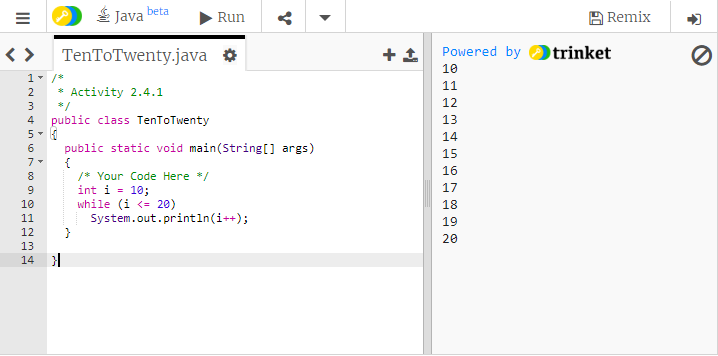 Java beta Run Remix
TenToTwenty.java
1 /*
2  * Activity 2.4.1
3  */
4 public class TenToTwenty
5 {
6   public static void main(String[] args)
7   {
8     /* Your Code Here */
9     int i = 10;
10     while (i <= 20)
11       System.out.println(i++);
12   }
13
14 }
Powered by trinket
10
11
12
13
14
15
16
17
18
19
20